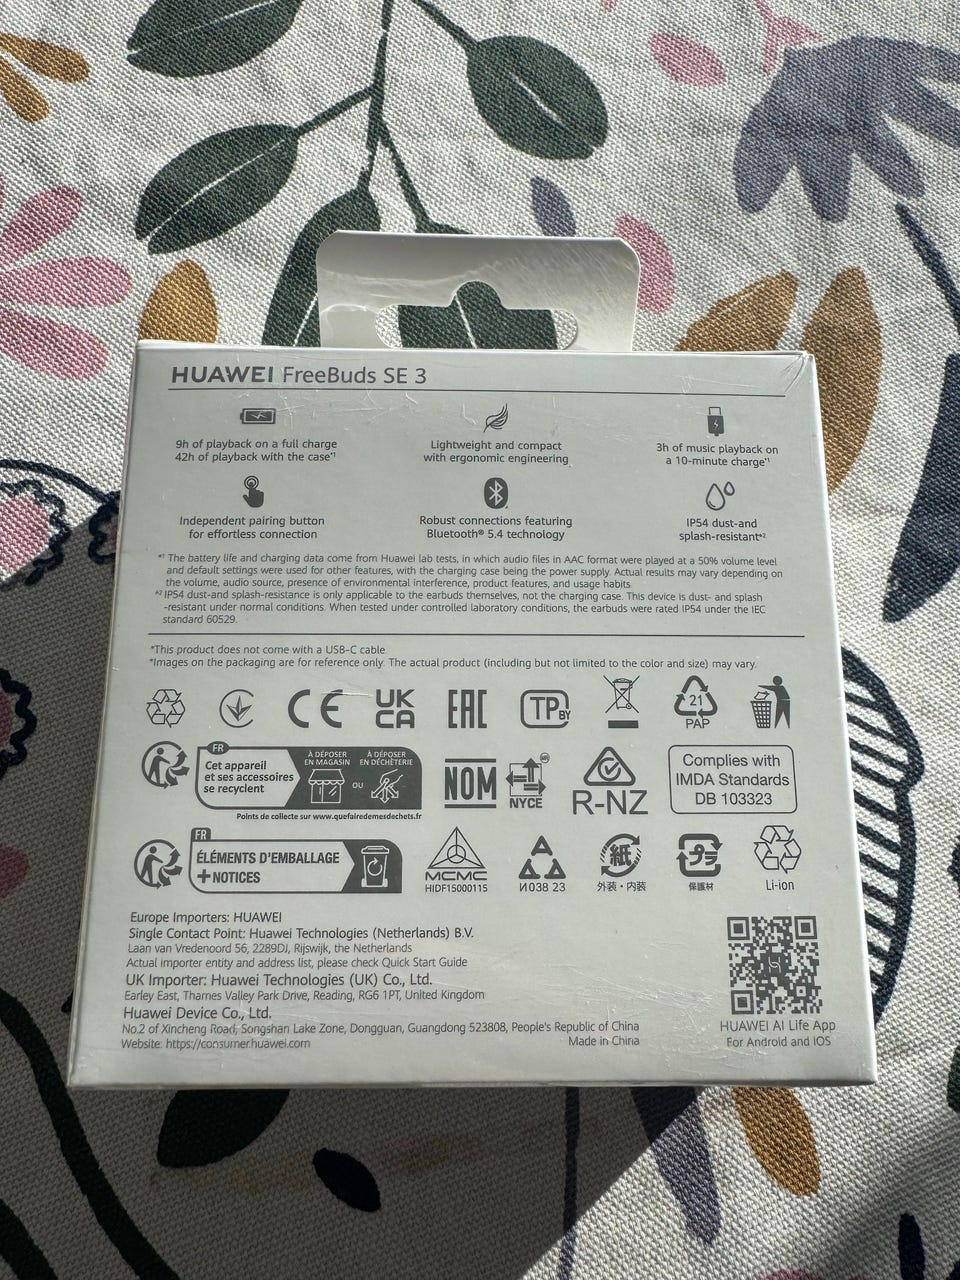 HUAWEI FreeBuds SE 3
9h of playback on a full charge
42h of playback with the case*1
Lightweight and compact
with ergonomic engineering
3h of music playback on
a 10-minute charge*1
Independent pairing button
for effortless connection
Robust connections featuring
Bluetooth® 5.4 technology
IP54 dust-and
splash-resistant*2
*1 The battery life and charging data come from Huawei lab tests, in which audio files in AAC format were played at a 50% volume level
and default settings were used for other features, with the charging case being the power supply. Actual results may vary depending on
the volume, audio source, presence of environmental interference, product features, and usage habits.
*2 IP54 dust-and splash-resistance is only applicable to the earbuds themselves, not the charging case. This device is dust- and splash
-resistant under normal conditions. When tested under controlled laboratory conditions, the earbuds were rated IP54 under the IEC
standard 60529.
*This product does not come with a USB-C cable.
*Images on the packaging are for reference only. The actual product (including but not limited to the color and size) may vary.
CE
UK
CA
EAC
TP BY
21
PAP
FR
Cet appareil
et ses accessoires
se recyclent
À DÉPOSER
EN MAGASIN
OU
À DÉPOSER
EN DÉCHÈTERIE
Points de collecte sur www.quefairedemesdechets.fr
NOM
NYCE
R-NZ
Complies with
IMDA Standards
DB 103323
FR
ÉLÉMENTS D'EMBALLAGE
+ NOTICES
MCMC
HIDF15000115
И038 23
紙
外装・内装
プラ
保護材
Li-ion
Europe Importers: HUAWEI
Single Contact Point: Huawei Technologies (Netherlands) B.V.
Laan van Vredenoord 56, 2289DJ, Rijswijk, the Netherlands
Actual importer entity and address list, please check Quick Start Guide
UK Importer: Huawei Technologies (UK) Co., Ltd.
Earley East, Thames Valley Park Drive, Reading, RG6 1PT, United Kingdom
Huawei Device Co., Ltd.
No.2 of Xincheng Road, Songshan Lake Zone, Dongguan, Guangdong 523808, People's Republic of China
Website: https://consumer.huawei.com
Made in China
HUAWEI AI Life App
For Android and iOS